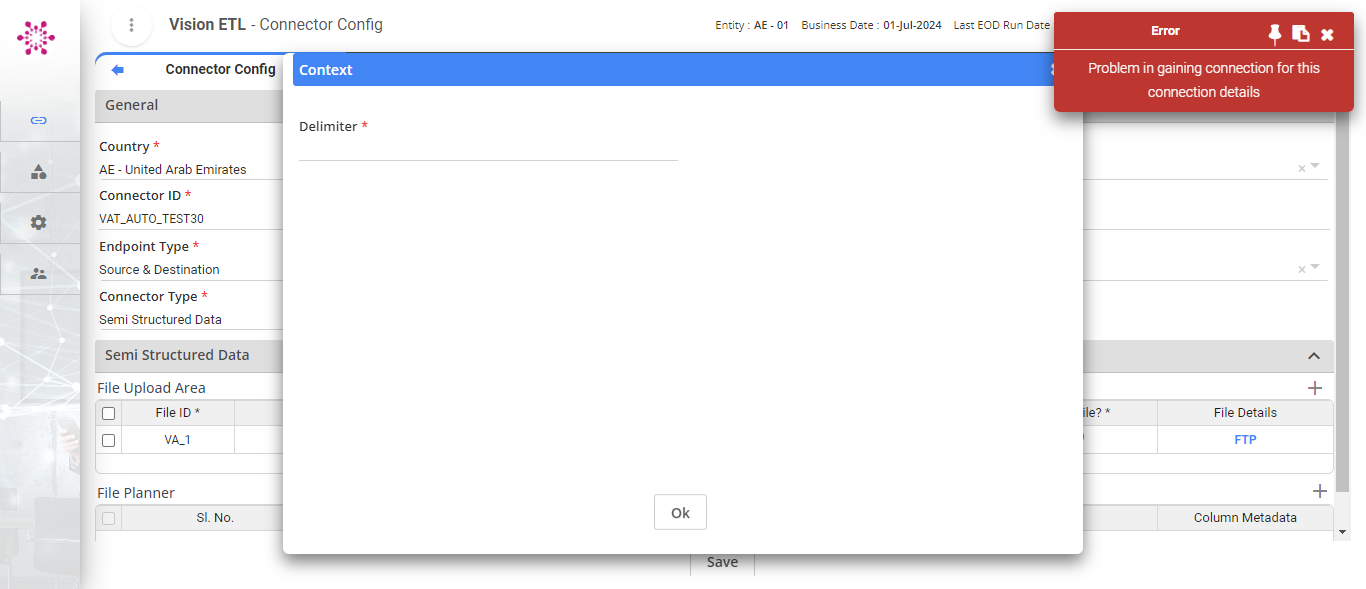 Vision ETL - Connector Config
Entity : AE - 01 Business Date : 01-Jul-2024 Last EOD Run Date
Error
Problem in gaining connection for this
connection details
Connector Config
Context
General
Delimiter *
Country *
AE - United Arab Emirates
Connector ID *
VAT_AUTO_TEST30
Endpoint Type *
Source & Destination
Connector Type *
Semi Structured Data
Semi Structured Data
File Upload Area
File ID * ile? * File Details
VA_1 FTP
File Planner
Sl. No. Column Metadata
Ok
Save